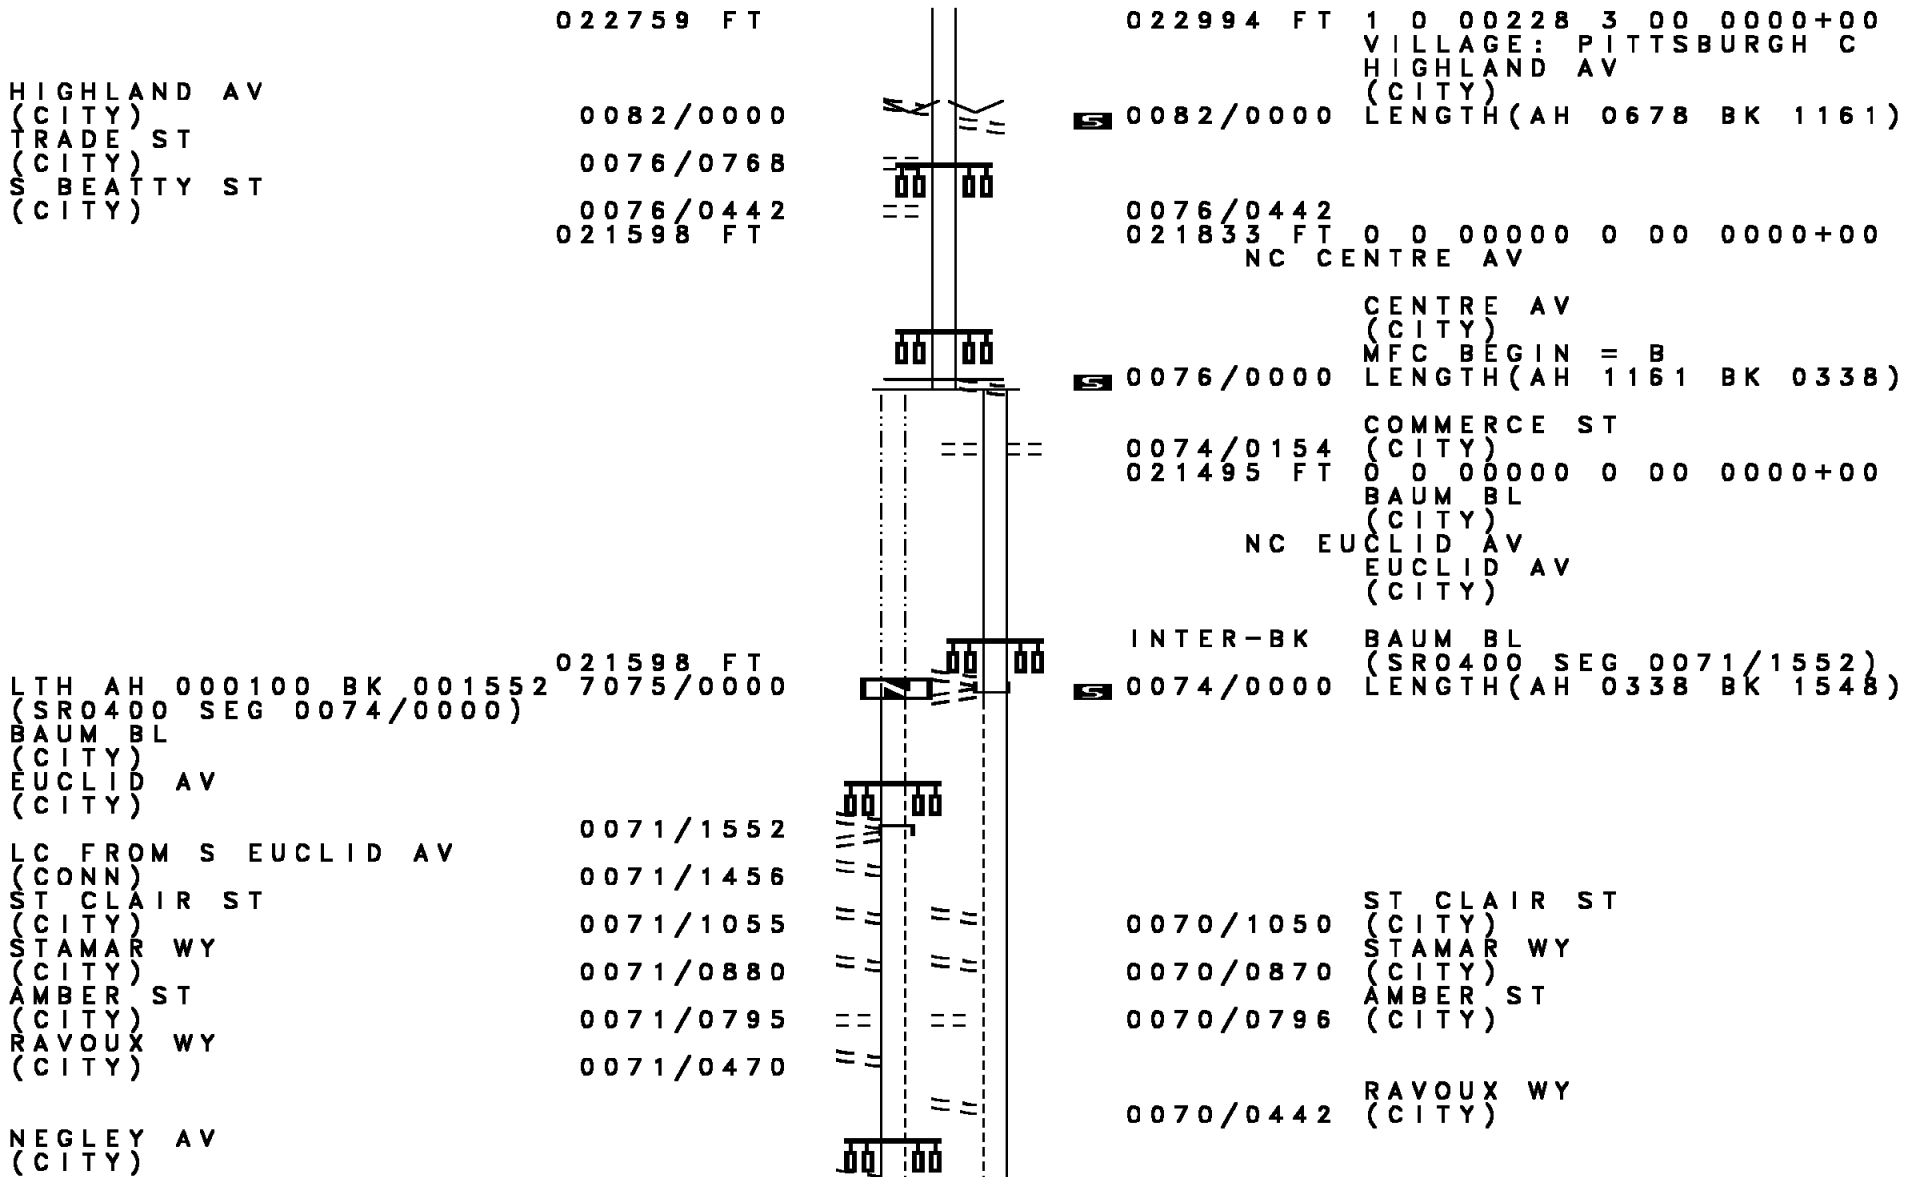 022759 FT 022994 FT 1 0 00228 3 00 0000+00
VILLAGE: PITTSBURGH C
HIGHLAND AV
HIGHLAND AV
(CITY)
(CITY) 0082/0000 S 0082/0000 LENGTH(AH 0678 BK 1161)
TRADE ST
(CITY) 0076/0768
S BEATTY ST
(CITY) 0076/0442 0076/0442
021598 FT 021833 FT 0 0 00000 0 00 0000+00
NC CENTRE AV
CENTRE AV
(CITY)
MFC BEGIN = B
S 0076/0000 LENGTH(AH 1161 BK 0338)
COMMERCE ST
0074/0154 (CITY)
021495 FT 0 0 00000 0 00 0000+00
BAUM BL
(CITY)
NC EUCLID AV
EUCLID AV
(CITY)
INTER-BK BAUM BL
021598 FT (SR0400 SEG 0071/1552)
LTH AH 000100 BK 001552 7075/0000 S 0074/0000 LENGTH(AH 0338 BK 1548)
(SR0400 SEG 0074/0000)
BAUM BL
(CITY)
EUCLID AV
(CITY)
0071/1552
LC FROM S EUCLID AV
(CONN) 0071/1456
ST CLAIR ST ST CLAIR ST
(CITY) 0071/1055 0070/1050 (CITY)
STAMAR WY STAMAR WY
(CITY) 0071/0880 0070/0870 (CITY)
AMBER ST AMBER ST
(CITY) 0071/0795 0070/0796 (CITY)
RAVOUX WY
(CITY) 0071/0470
RAVOUX WY
0070/0442 (CITY)
NEGLEY AV
(CITY)